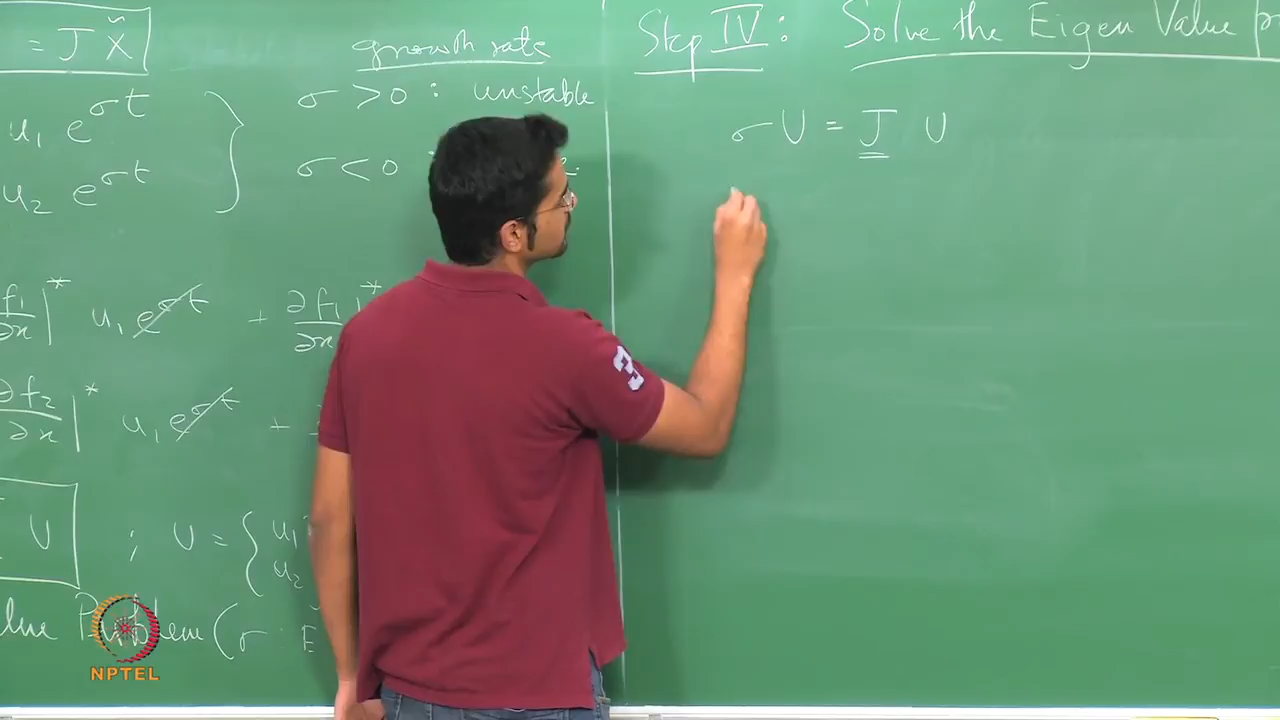 = J X̃
growth rate
u₁ e^{σt}
u₂ e^{σt}
σ > 0 : unstable
σ < 0 :
f₁/∂x |* u₁ e^{σt} + ∂f₁/∂x |*
∂f₂/∂x |* u₁ e^{σt} +
U ; U = { u₁ u₂
lue Problem (σ : E
Step IV : Solve the Eigen Value p
σ U = J U
3
NPTEL